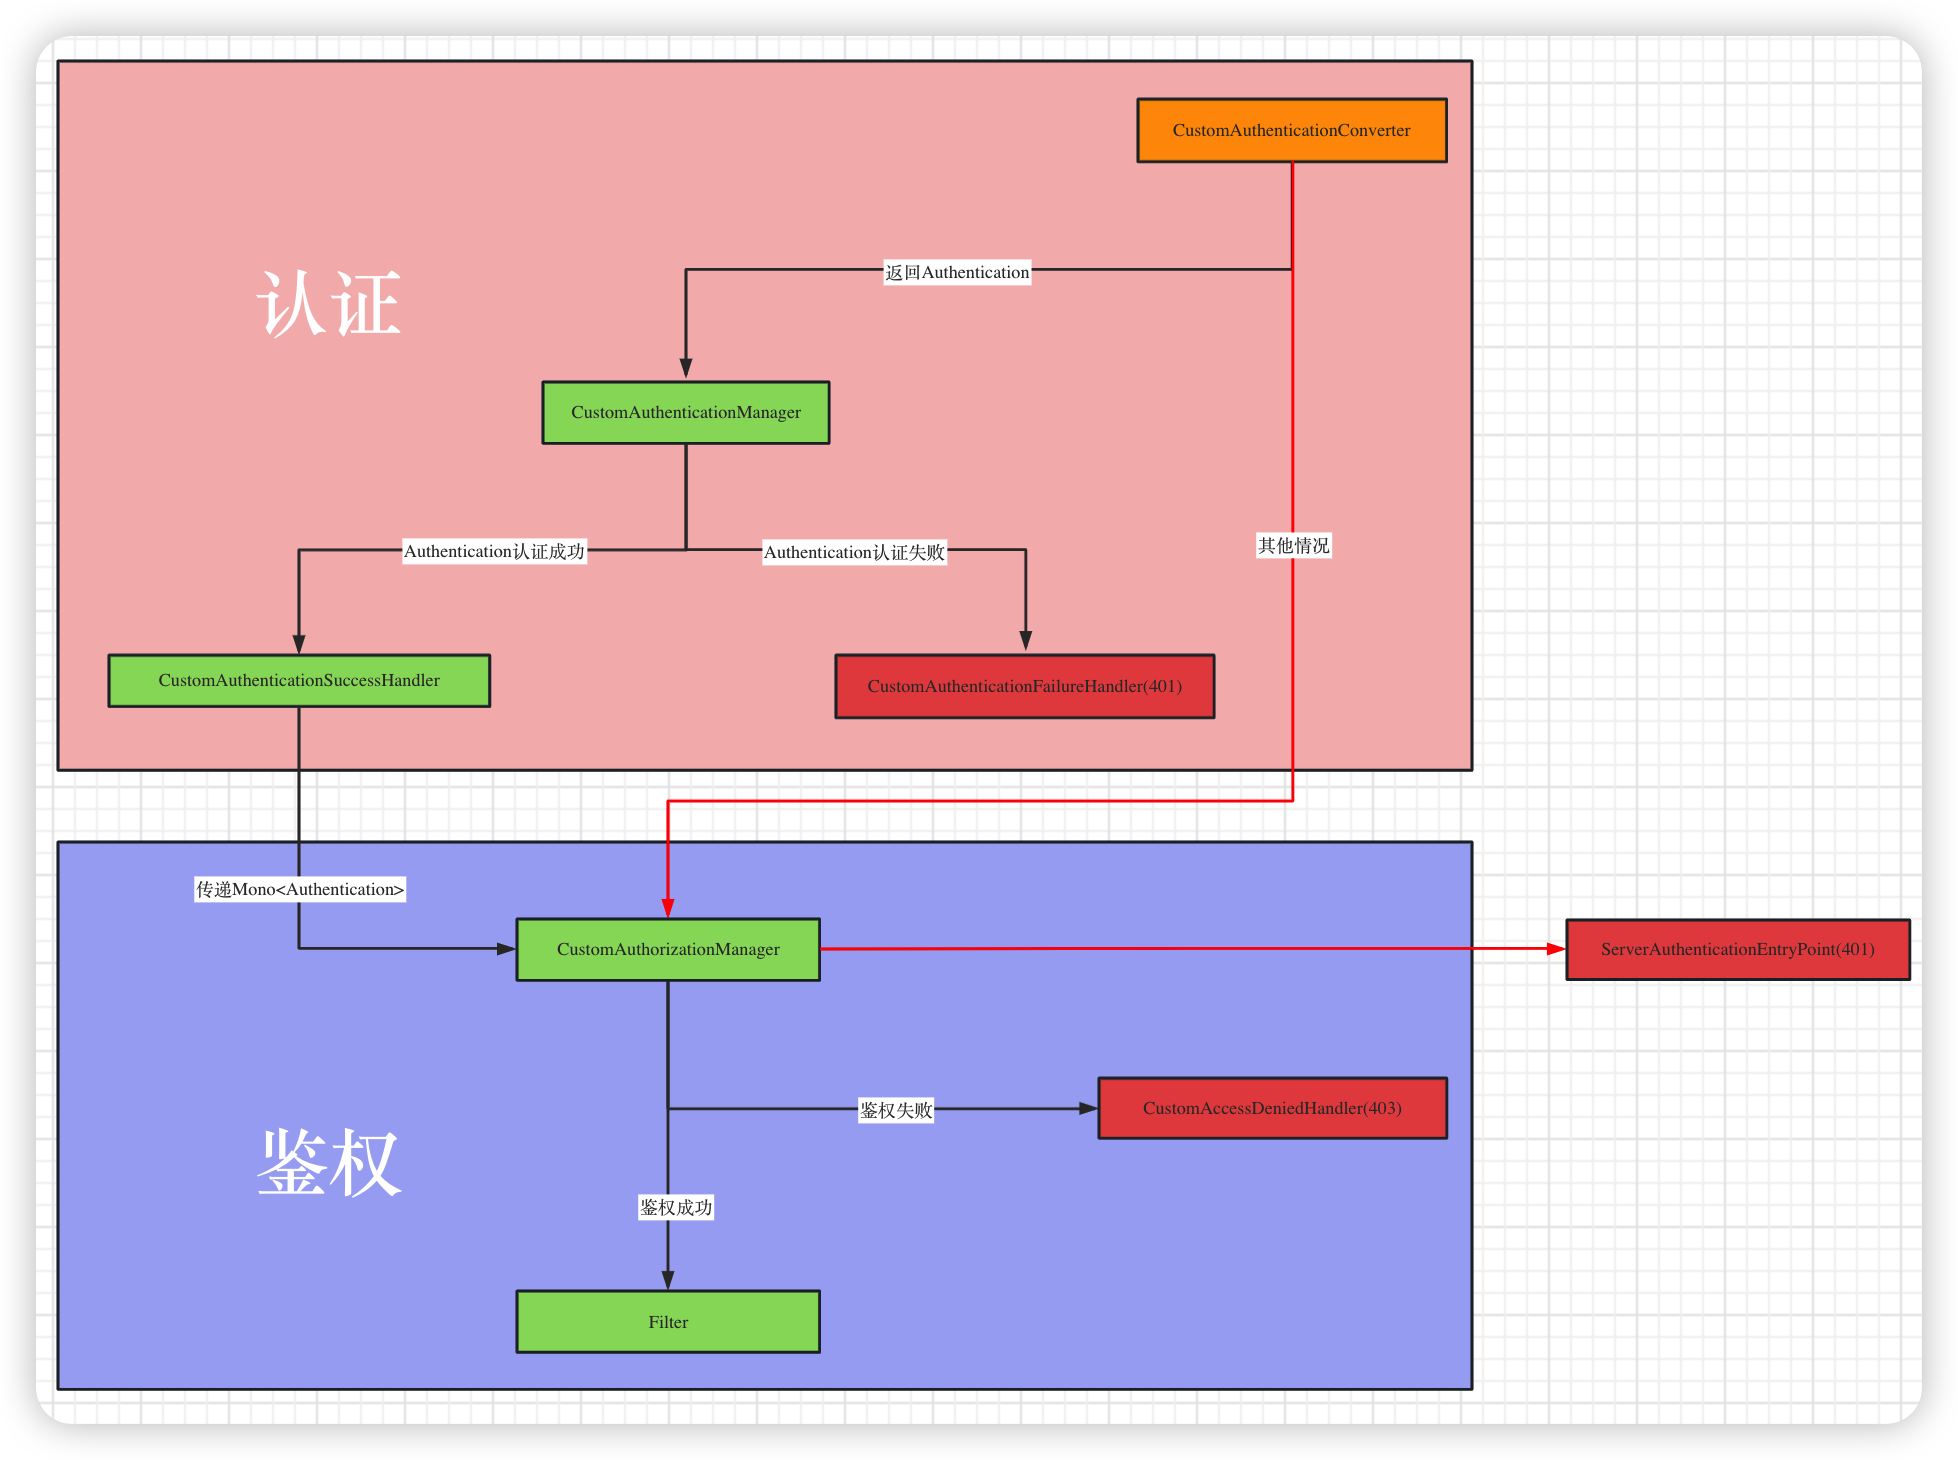 CustomAuthenticationConverter
返回Authentication
认证
CustomAuthenticationManager
Authentication认证成功
Authentication认证失败
其他情况
CustomAuthenticationSuccessHandler
CustomAuthenticationFailureHandler(401)
传递Mono<Authentication>
CustomAuthorizationManager
ServerAuthenticationEntryPoint(401)
鉴权失败
CustomAccessDeniedHandler(403)
鉴权
鉴权成功
Filter